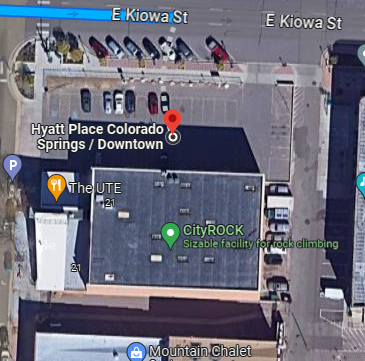 E Kiowa St
E Kiowa St
Hyatt Place Colorado
Springs / Downtown
P
The UTE
21
CityROCK
Sizable facility for rock climbing
21
Mountain Chalet